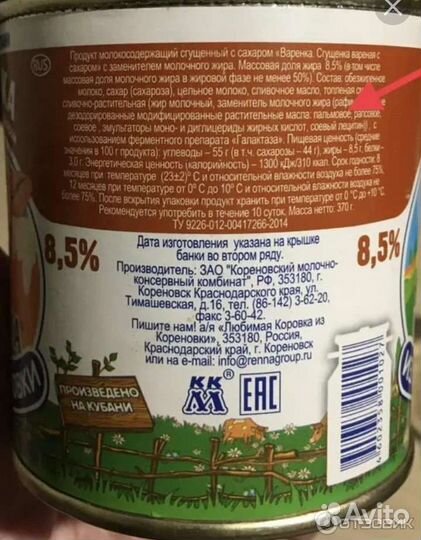 RUS
Продукт молокосодержащий сгущенный с сахаром «Варенка. Сгущенка вареная с
сахаром» с заменителем молочного жира. Массовая доля жира 8,5% (в том числе
массовая доля молочного жира в жировой фазе не менее 50%). Состав: обезжиренное
молоко, сахар (сахароза), цельное молоко, сливочное масло, топленая
сливочно-растительная (жир молочный, заменитель молочного жира
дезодорированные модифицированные растительные масла: пальмовое, рапсовое,
соевое, эмульгаторы моно- и диглицериды жирных кислот, соевый лецитин)), с
использованием ферментного препарата «Галактаза». Пищевая ценность (средние
значения в 100 г продукта): углеводы – 55 г (в т.ч. сахарозы – 44 г), жиры – 8,5 г. белки-
3,0 г. Энергетическая ценность (калорийность) – 1300 кДж/310 ккал. Срок годности: 8
месяцев при температуре (23±2)° С и относительной влажности воздуха не более 75%,
12 месяцев при температуре от 0° С до 10° С и относительной влажности воздуха не
более 75%. После вскрытия упаковки продукт хранить при температуре от 0 °С до +10 °С.
Рекомендуется употребить в течение 10 суток. Масса нетто: 370 г.
ТУ 9226-012-00417266-2014
8,5%
Дата изготовления указана на крышке
банки во втором ряду.
8,5%
Производитель: ЗАО "Кореновский молочно-
консервный комбинат", РФ, 353180, г.
Кореновск Краснодарского края, ул.
Тимашевская, д.16, тел. (86-142) 3-62-20,
факс 3-60-42.
Пишите нам! а/я «Любимая Коровка из
Кореновки», 353180, Россия,
Краснодарский край, г. Кореновск
или на e-mail: info@rennagroup.ru
ПРОИЗВЕДЕНО
НА КУБАНИ
ККМ
®
EAC
4602358001027
Avito
ОТЗОВИК